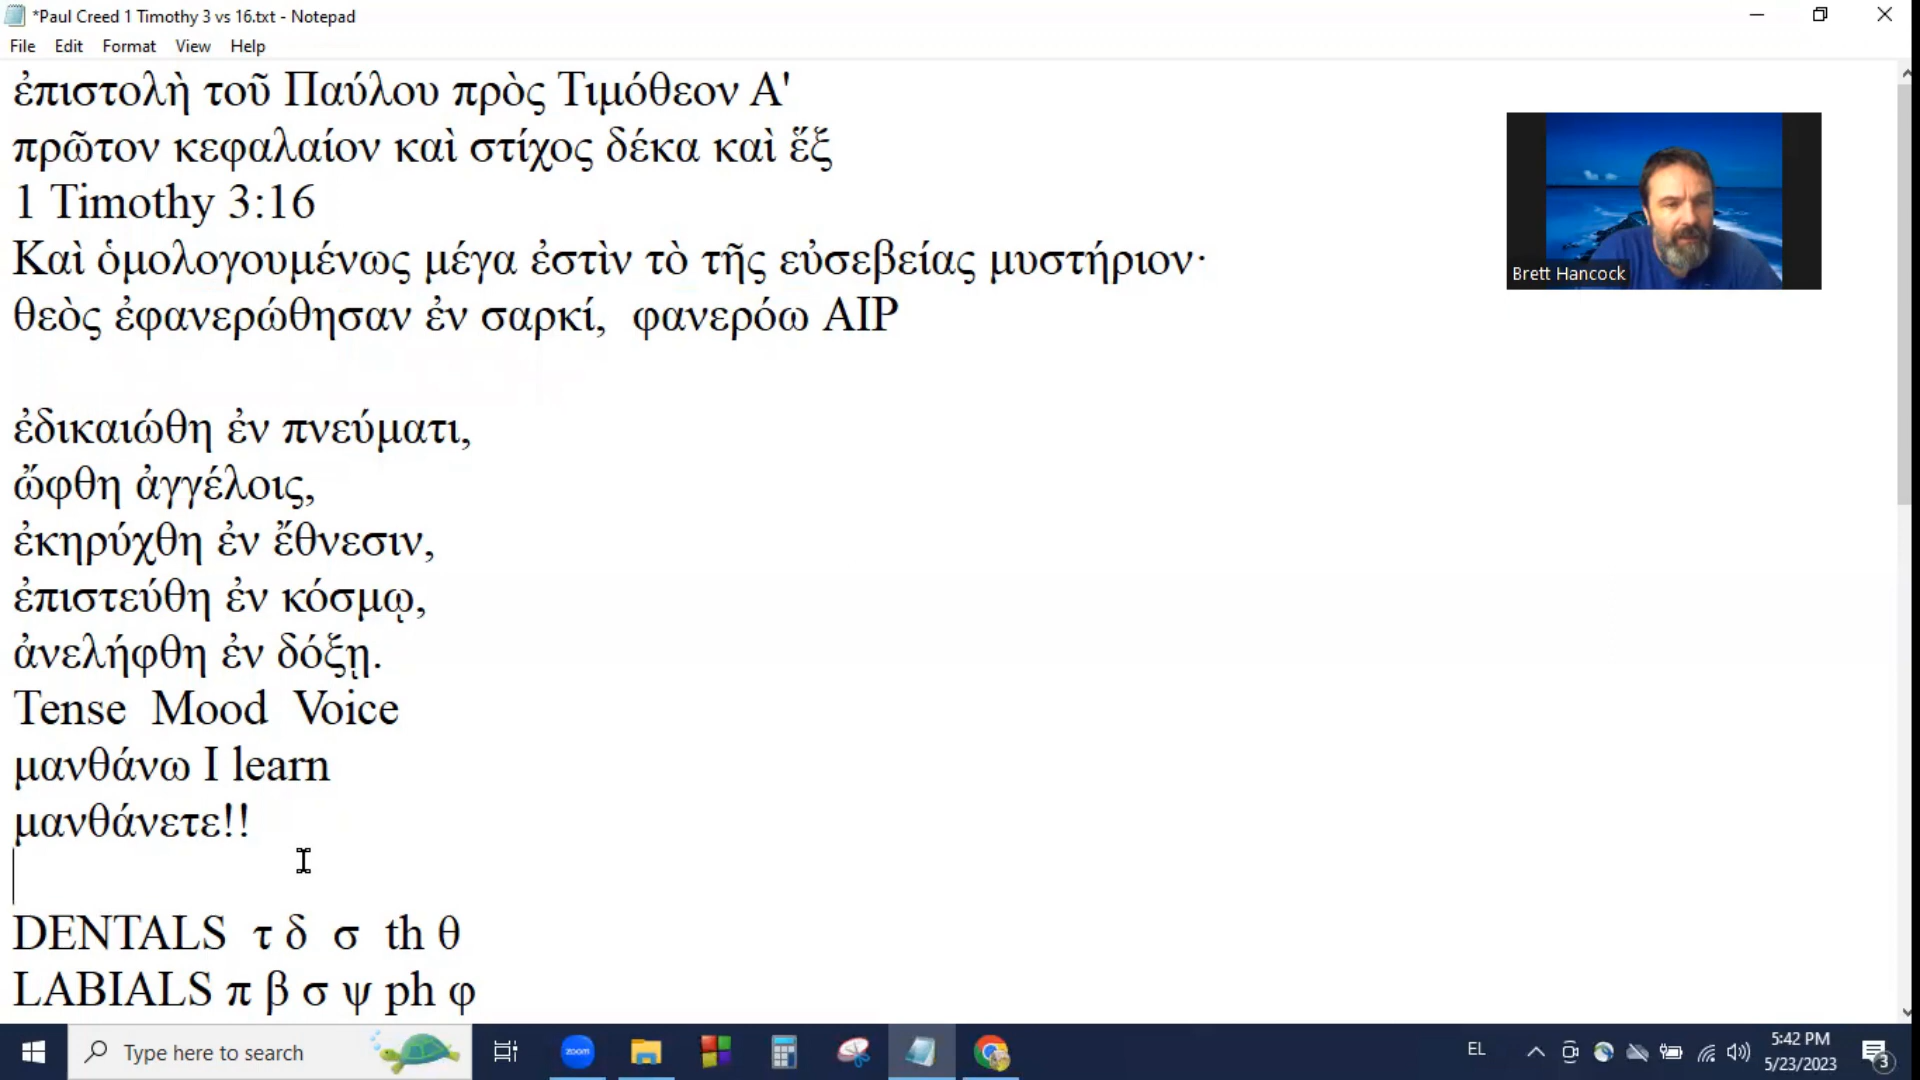 *Paul Creed 1 Timothy 3 vs 16.txt - Notepad
File Edit Format View Help
ἐπιστολὴ τοῦ Παύλου πρὸς Τιμόθεον Α'
πρῶτον κεφαλαίον καὶ στίχος δέκα καὶ ἕξ
1 Timothy 3:16
Καὶ ὁμολογουμένως μέγα ἐστὶν τὸ τῆς εὐσεβείας μυστήριον·
θεὸς ἐφανερώθησαν ἐν σαρκί,  φανερόω AIP
ἐδικαιώθη ἐν πνεύματι,
ὤφθη ἀγγέλοις,
ἐκηρύχθη ἐν ἔθνεσιν,
ἐπιστεύθη ἐν κόσμῳ,
ἀνελήφθη ἐν δόξῃ.
Tense  Mood  Voice
μανθάνω I learn
μανθάνετε!!
DENTALS  τ δ  σ  th θ
LABIALS π β σ ψ ph φ
Brett Hancock
Type here to search
zoom
EL
5:42 PM
5/23/2023
3